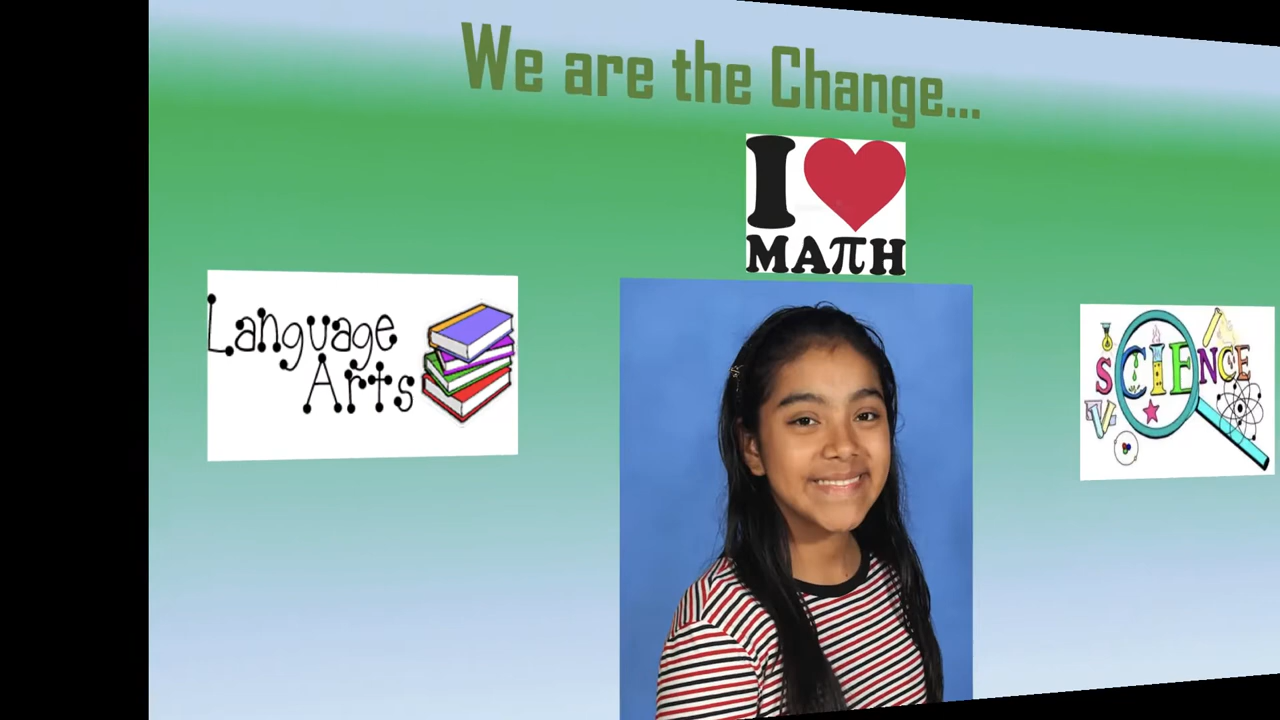 We are the Change...
I
MAπH
Language
Arts
SCIENCE